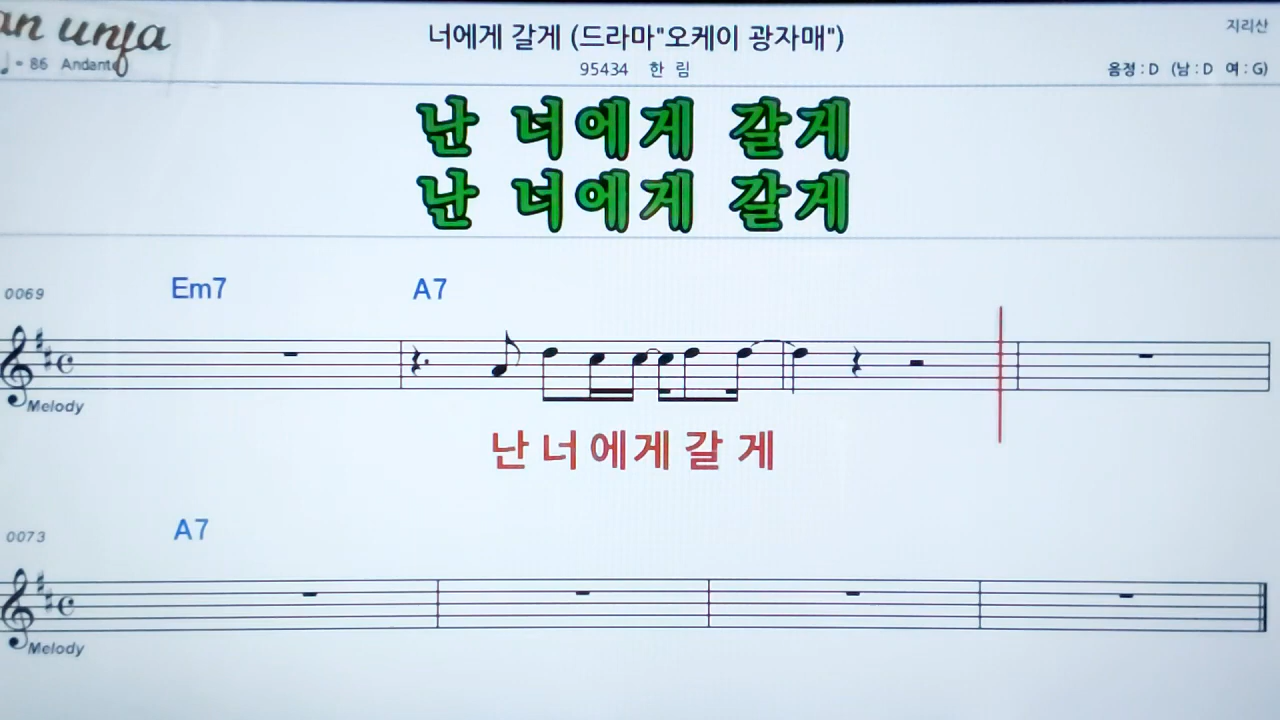 너에게 갈게 (드라마"오케이 광자매")
지리산
♩ = 86 Andante
95434 한 림
음정 : D (남 : D 여 : G)
난 너에게 갈게
난 너에게 갈게
0069 Em7 A7
Melody
난 너 에 게 갈 게
0073 A7
Melody